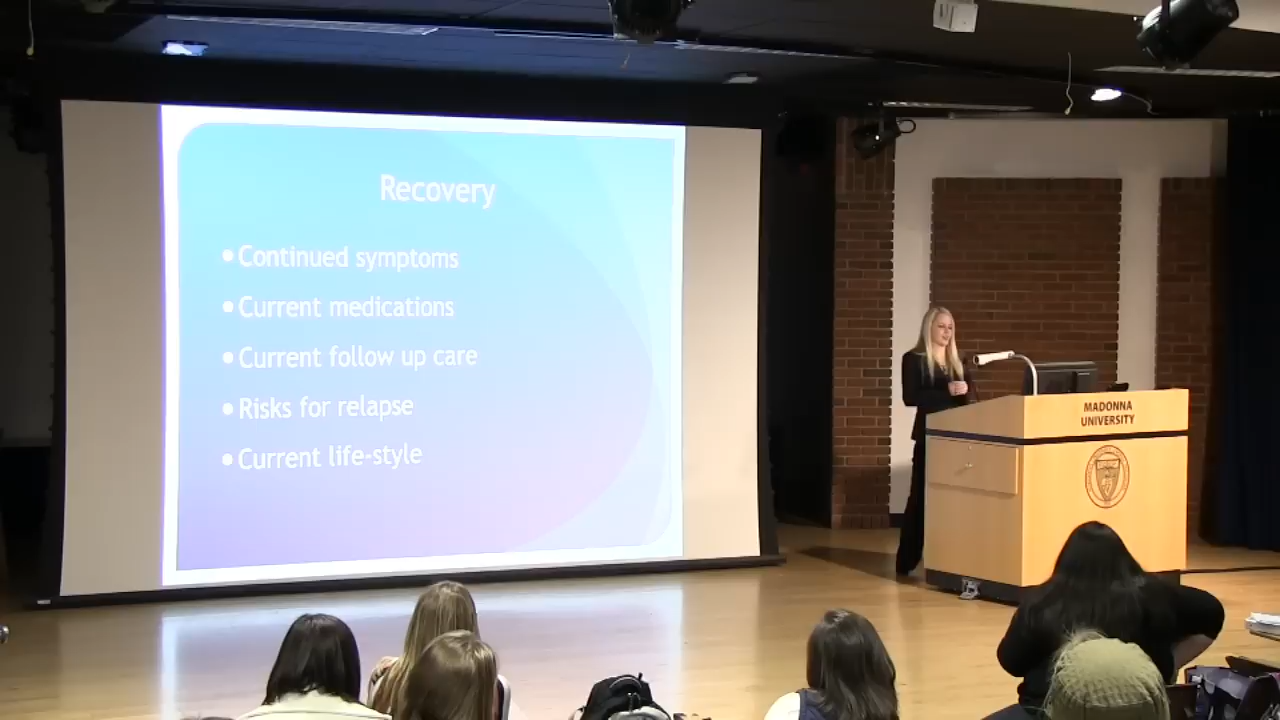 Recovery
• Continued symptoms
• Current medications
• Current follow up care
• Risks for relapse
• Current life-style
MADONNA
UNIVERSITY